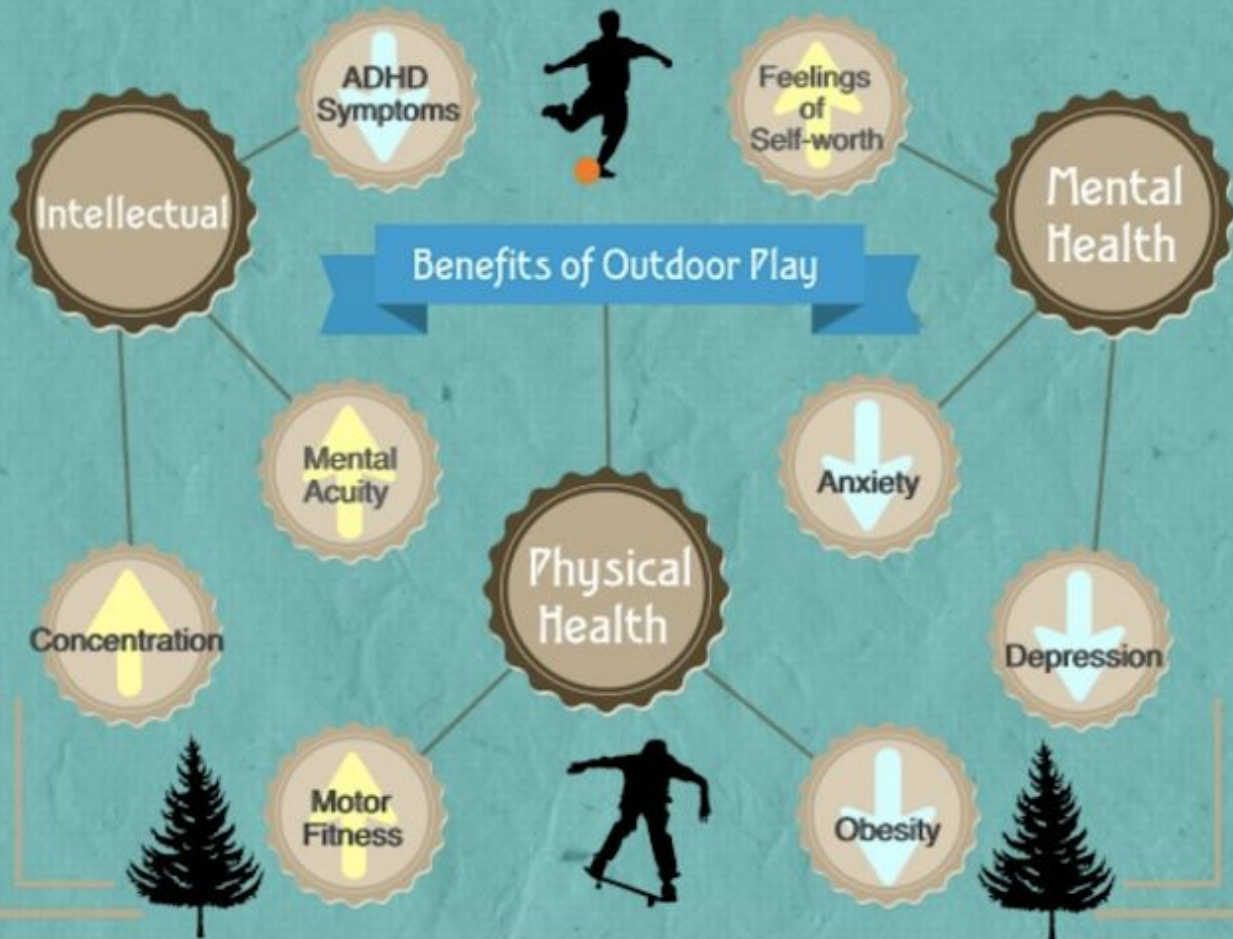 ADHD
Symptoms
Feelings
of
Self-worth
Intellectual
Mental
Health
Benefits of Outdoor Play
Mental
Acuity
Anxiety
Physical
Health
Concentration
Depression
Motor
Fitness
Obesity